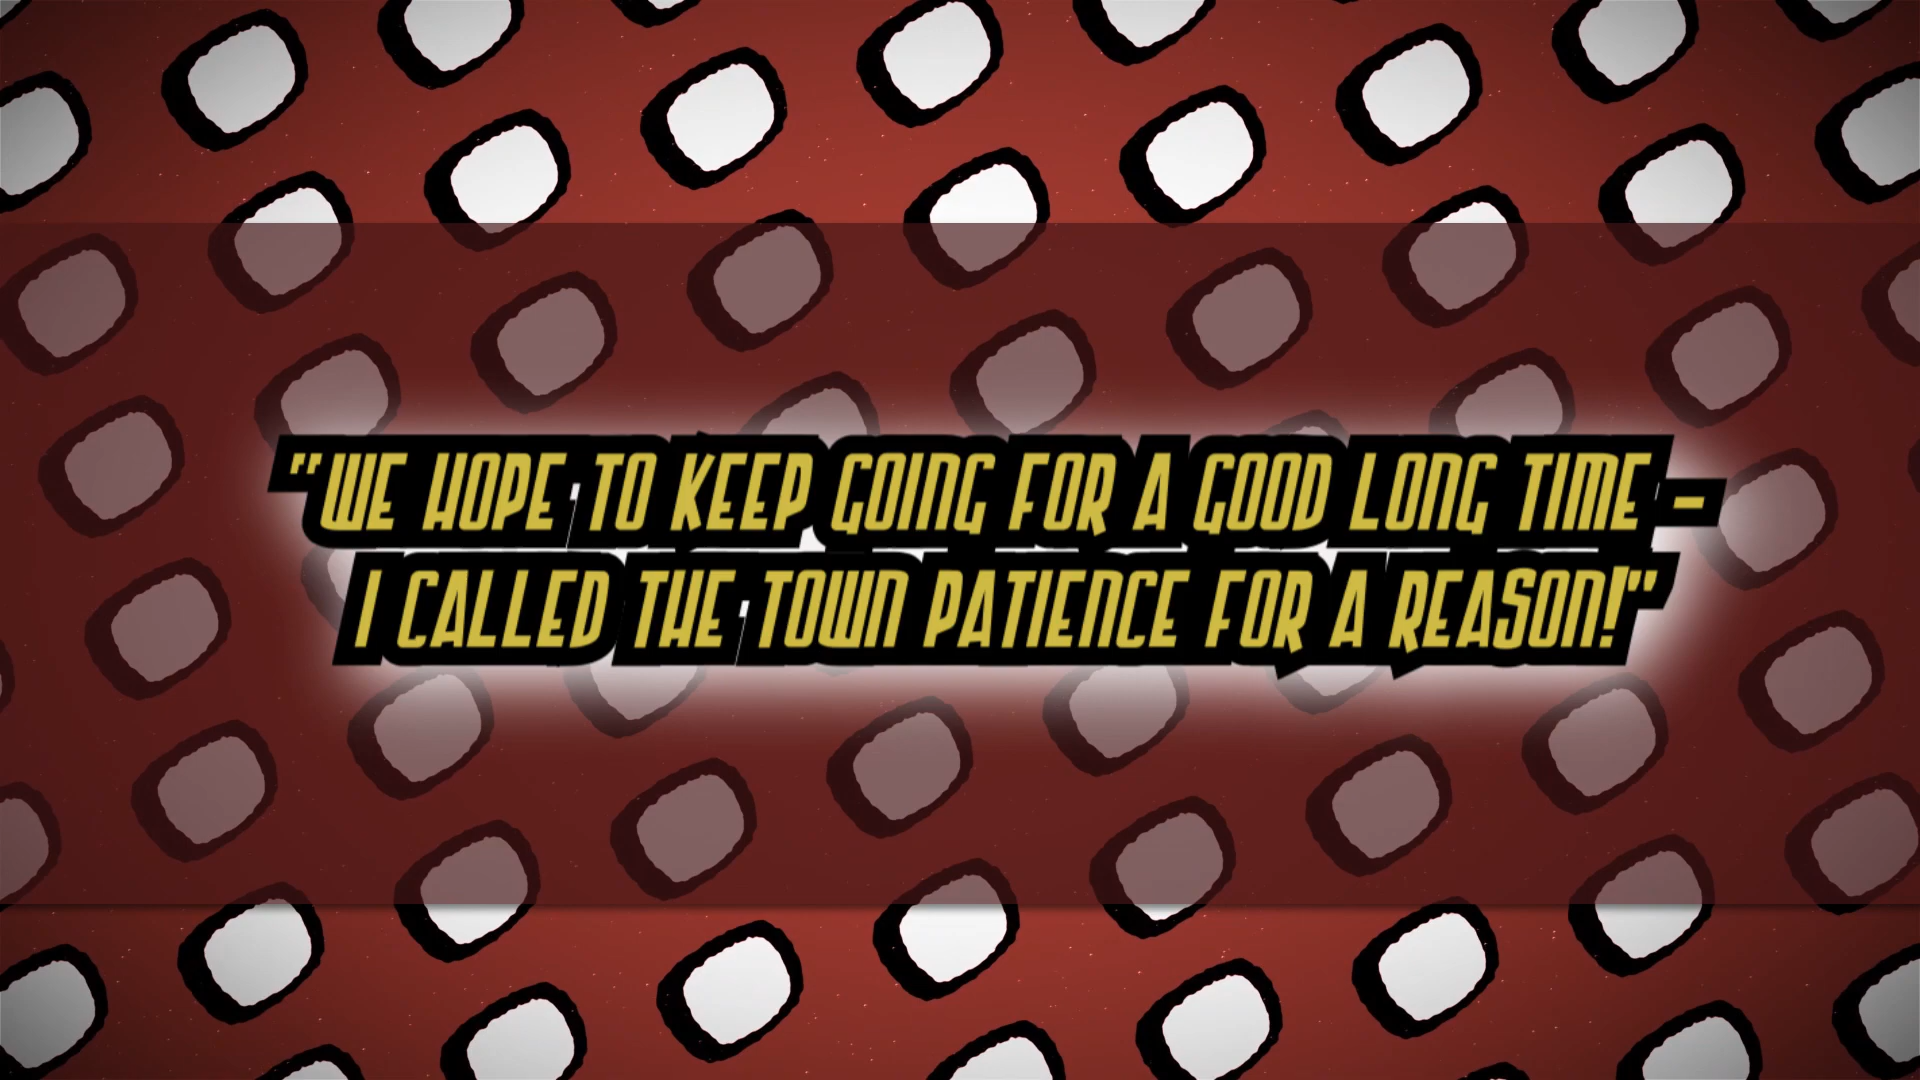 "WE HOPE TO KEEP GOING FOR A GOOD LONG TIME -
I CALLED THE TOWN PATIENCE FOR A REASON!"